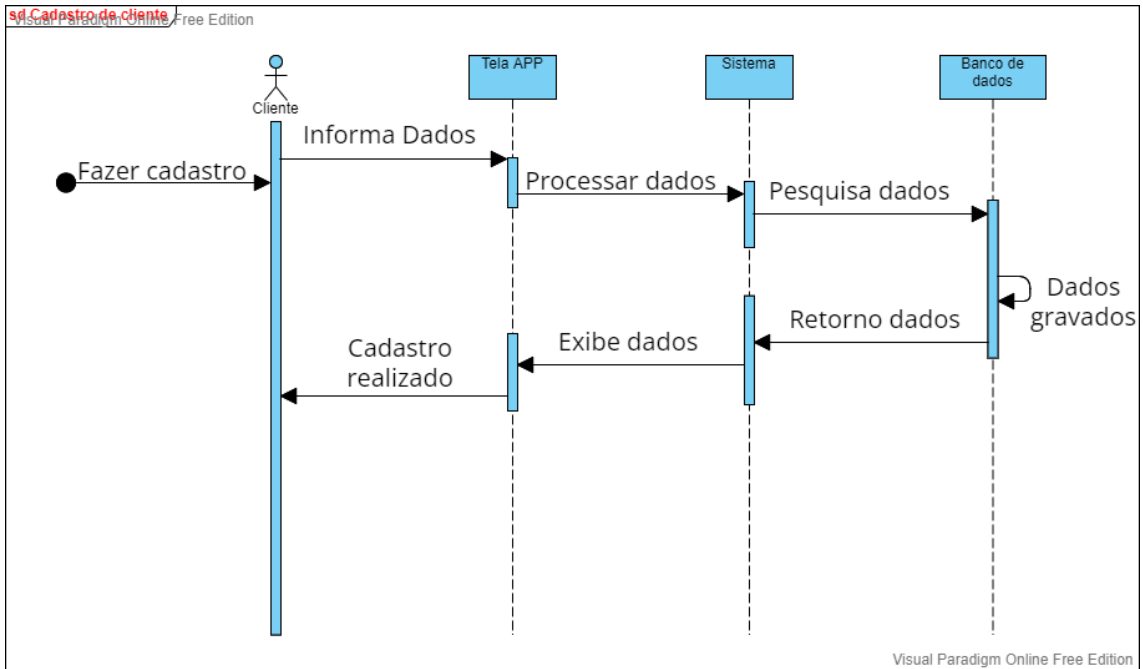 sd Cadastro de cliente
Visual Paradigm Online Free Edition
Tela APP
Sistema
Banco de
dados
Cliente
Informa Dados
Fazer cadastro
Processar dados
Pesquisa dados
Dados
gravados
Retorno dados
Exibe dados
Cadastro
realizado
Visual Paradigm Online Free Edition